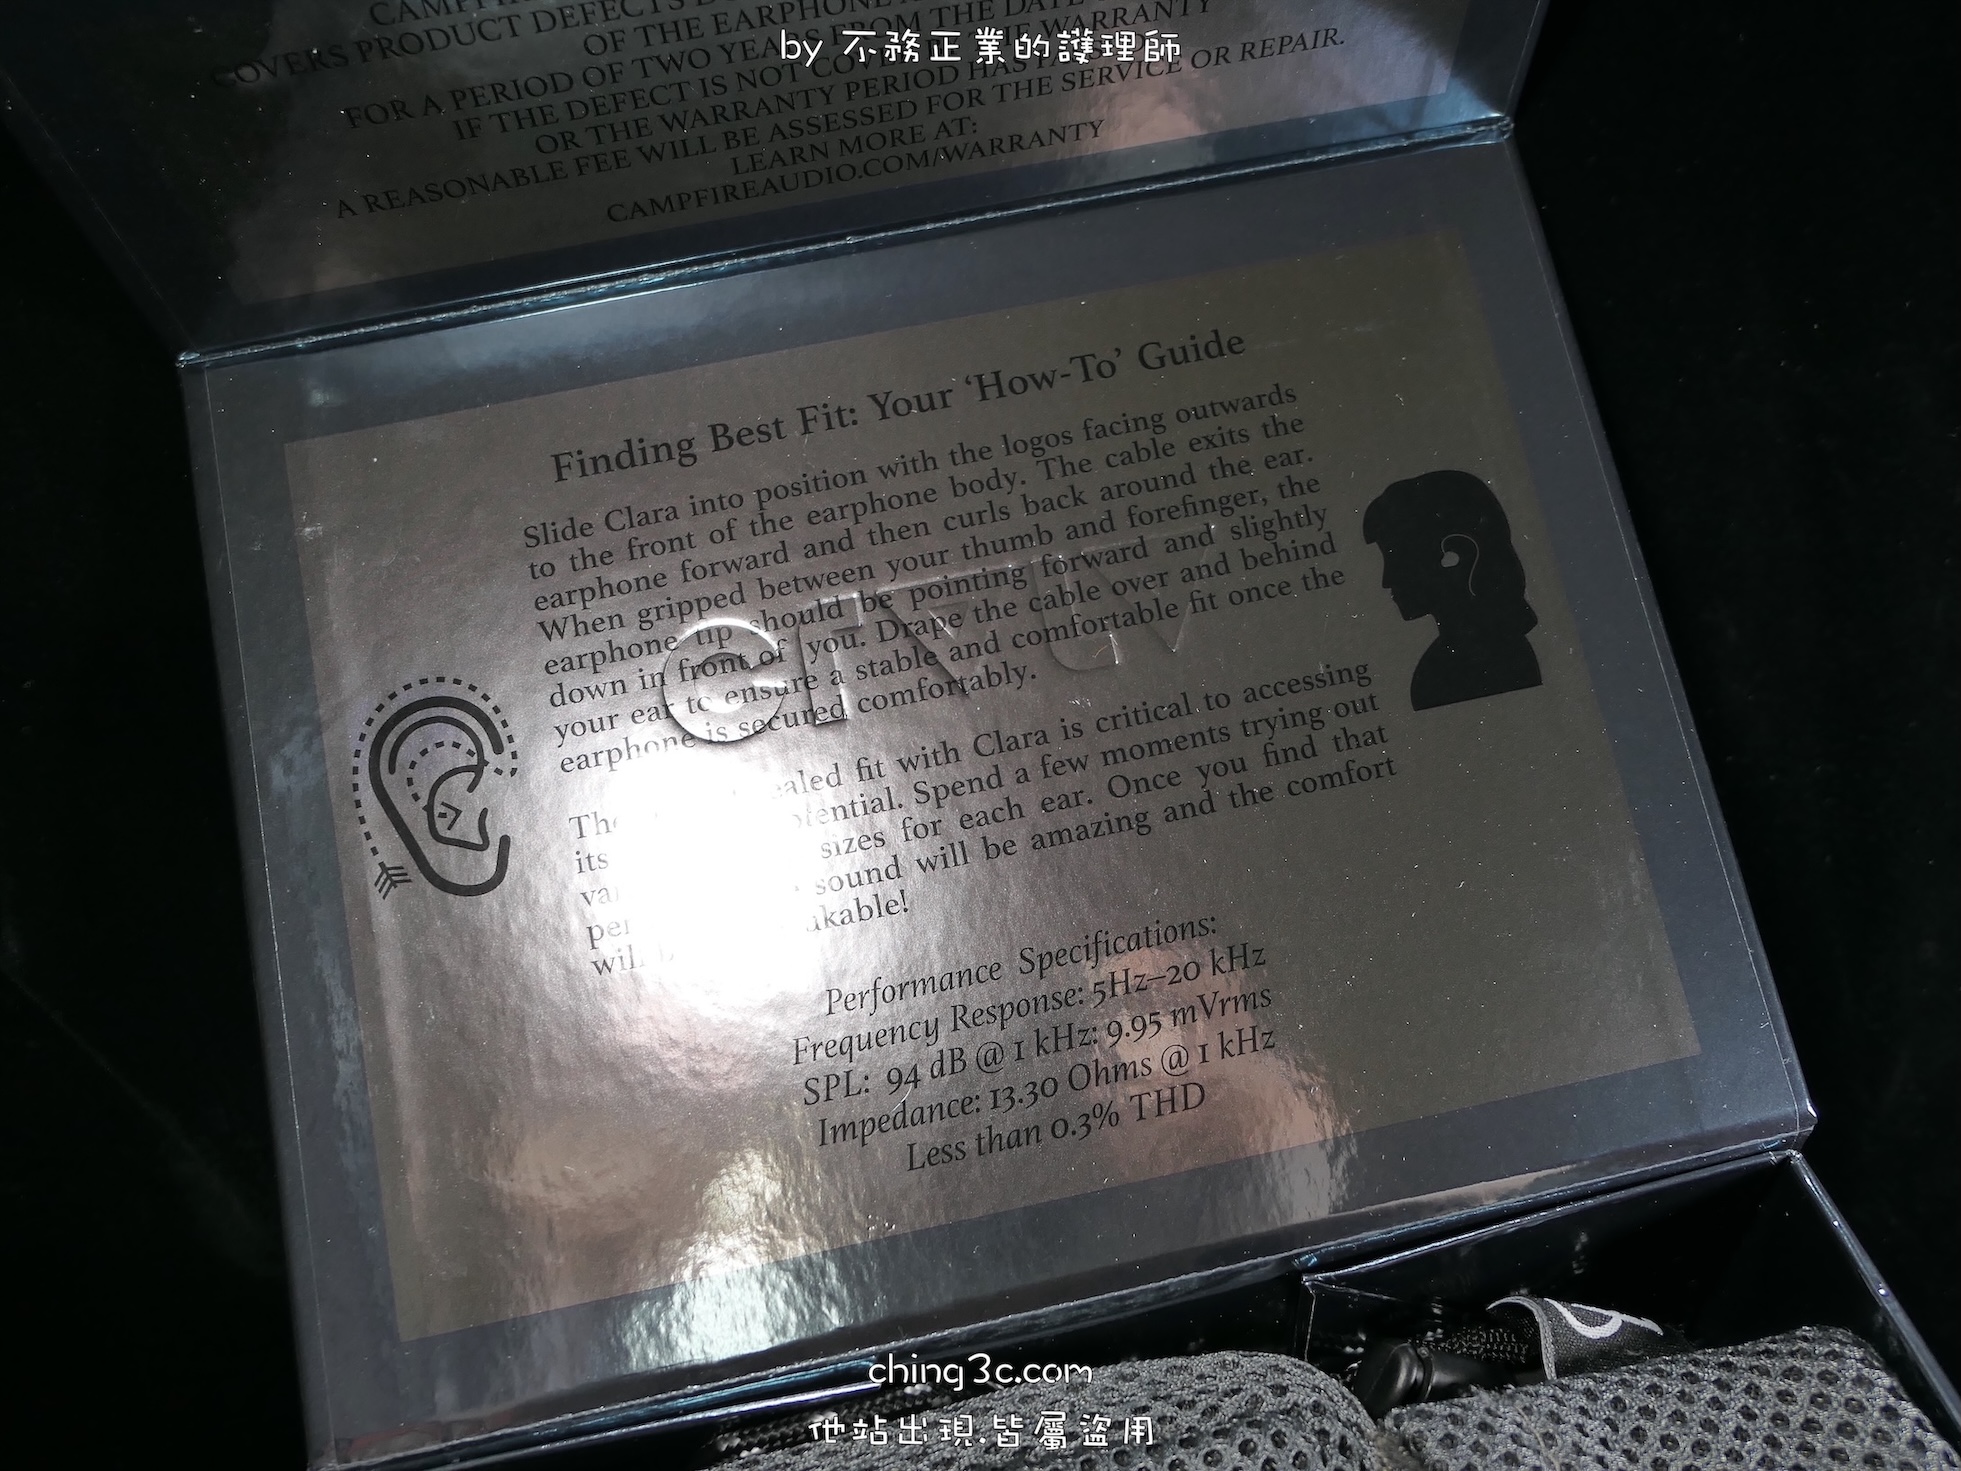 COVERS PRODUCT DEFECTS
OF THE EARPHONE
FOR A PERIOD OF TWO YEARS FROM THE DATE
IF THE DEFECT IS NOT THE WARRANTY
OR THE WARRANTY PERIOD HAS
A REASONABLE FEE WILL BE ASSESSED FOR THE SERVICE OR REPAIR.
LEARN MORE AT:
CAMPFIREAUDIO.COM/WARRANTY
by 不務正業的護理師
Finding Best Fit: Your ‘How-To’ Guide
Slide Clara into position with the logos facing outwards
to the front of the earphone body. The cable exits the
earphone forward and then curls back around the ear.
When gripped between your thumb and forefinger, the
earphone tip should be pointing forward and slightly
down in front of you. Drape the cable over and behind
your ear to ensure a stable and comfortable fit once the
earphone is secured comfortably.
fit with Clara is critical to accessing
its Spend a few moments trying out
sizes for each ear. Once you find that
sound will be amazing and the comfort
Performance Specifications:
Frequency Response: 5Hz–20 kHz
SPL: 94 dB @ 1 kHz: 9.95 mVrms
Impedance: 13.30 Ohms @ 1 kHz
Less than 0.3% THD
ching3c.com
他站出現.皆屬盜用